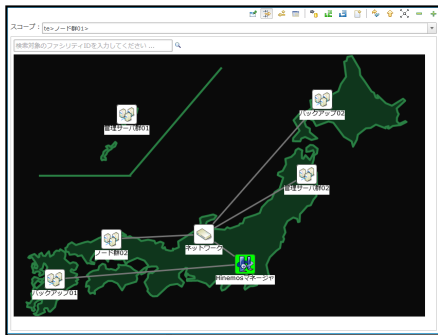 スコープ：
te>ノード群01>
検索対象のファシリティIDを入力してください ...
バックアップ02
管理サーバ群01
管理サーバ群02
ネットワーク
ノード群02
Hinemosマネージャ
バックアップ01